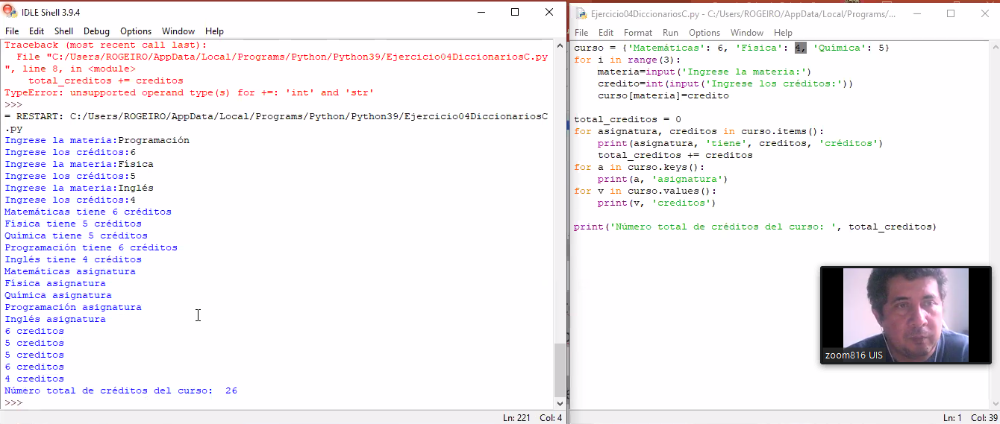 IDLE Shell 3.9.4
File Edit Shell Debug Options Window Help
Traceback (most recent call last):
  File "C:/Users/ROGEIRO/AppData/Local/Programs/Python/Python39/Ejercicio04DiccionariosC.py
", line 8, in <module>
    total_creditos += creditos
TypeError: unsupported operand type(s) for +=: 'int' and 'str'
>>>
= RESTART: C:/Users/ROGEIRO/AppData/Local/Programs/Python/Python39/Ejercicio04DiccionariosC
.py
Ingrese la materia:Programación
Ingrese los créditos:6
Ingrese la materia:Física
Ingrese los créditos:5
Ingrese la materia:Inglés
Ingrese los créditos:4
Matemáticas tiene 6 créditos
Física tiene 5 créditos
Química tiene 5 créditos
Programación tiene 6 créditos
Inglés tiene 4 créditos
Matemáticas asignatura
Física asignatura
Química asignatura
Programación asignatura
Inglés asignatura
6 creditos
5 creditos
5 creditos
6 creditos
4 creditos
Número total de créditos del curso:  26
>>>
Ln: 221 Col: 4
Ejercicio04DiccionariosC.py - C:/Users/ROGEIRO/AppData/Local/Programs/...
File Edit Format Run Options Window Help
curso = {'Matemáticas': 6, 'Física': 4, 'Química': 5}
for i in range(3):
    materia=input('Ingrese la materia:')
    credito=int(input('Ingrese los créditos:'))
    curso[materia]=credito
total_creditos = 0
for asignatura, creditos in curso.items():
    print(asignatura, 'tiene', creditos, 'créditos')
    total_creditos += creditos
for a in curso.keys():
    print(a, 'asignatura')
for v in curso.values():
    print(v, 'creditos')
print('Número total de créditos del curso: ', total_creditos)
zoom816 UIS
Ln: 1 Col: 39